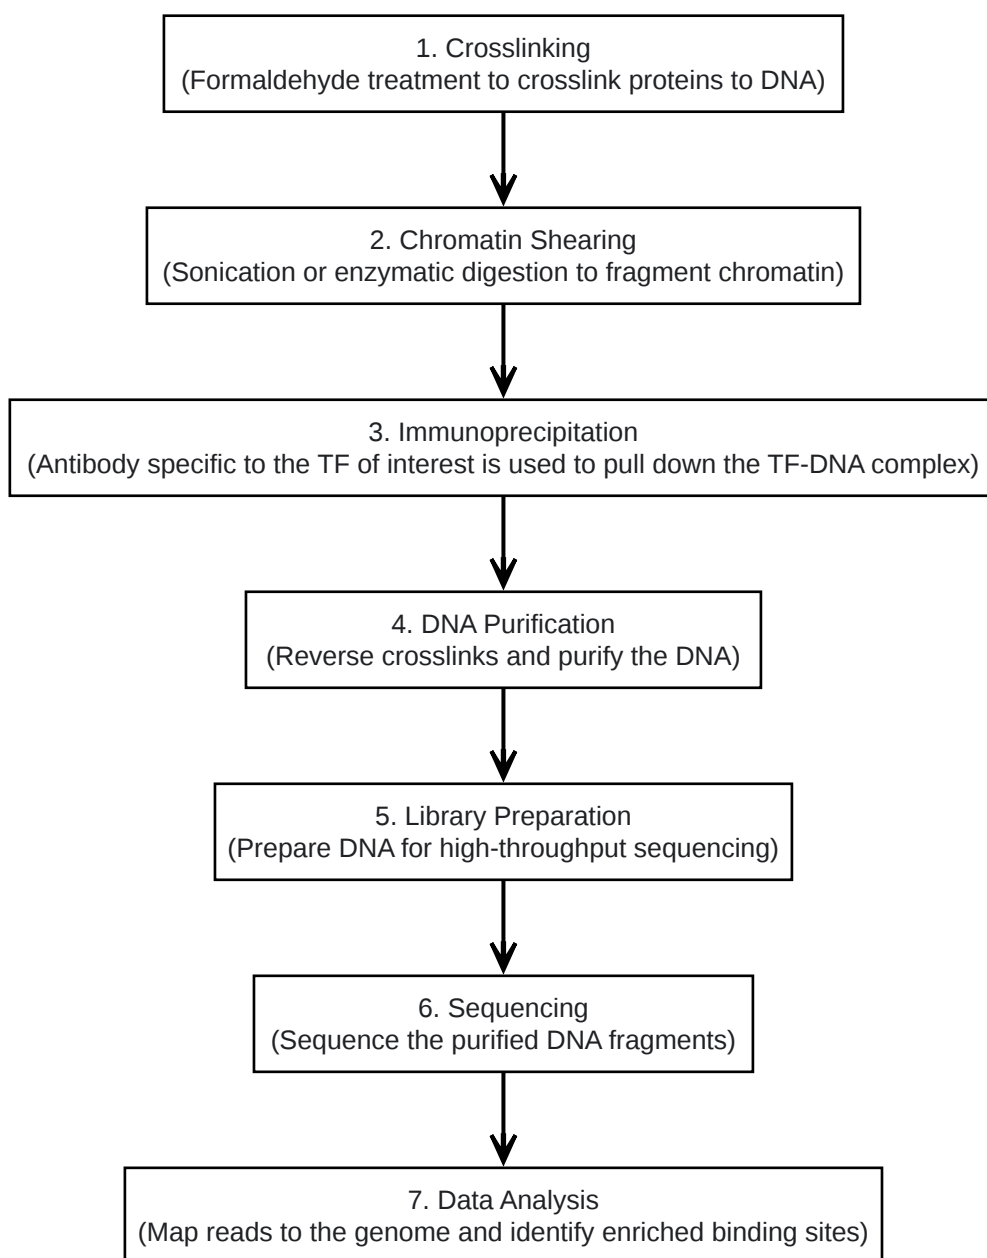 1. Crosslinking
(Formaldehyde treatment to crosslink proteins to DNA)
2. Chromatin Shearing
(Sonication or enzymatic digestion to fragment chromatin)
3. Immunoprecipitation
(Antibody specific to the TF of interest is used to pull down the TF-DNA complex)
4. DNA Purification
(Reverse crosslinks and purify the DNA)
5. Library Preparation
(Prepare DNA for high-throughput sequencing)
6. Sequencing
(Sequence the purified DNA fragments)
7. Data Analysis
(Map reads to the genome and identify enriched binding sites)